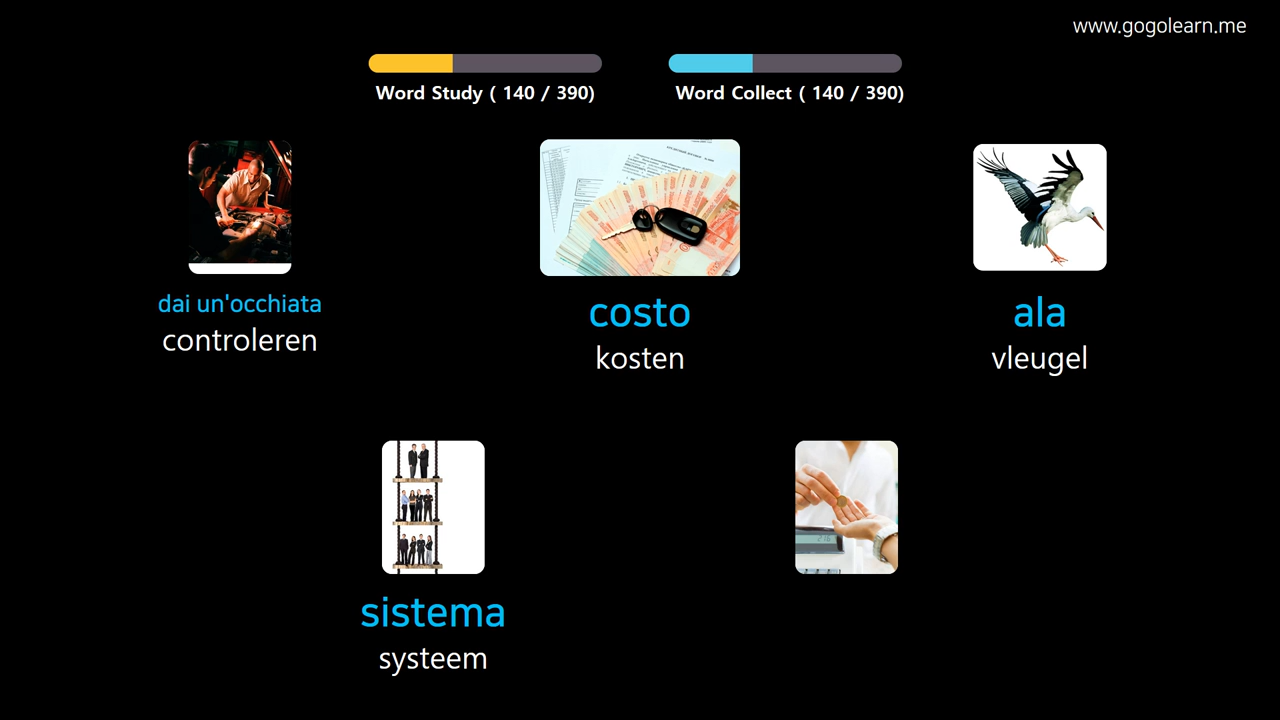 www.gogolearn.me
Word Study ( 140 / 390)
Word Collect ( 140 / 390)
dai un'occhiata
controleren
costo
kosten
ala
vleugel
sistema
systeem